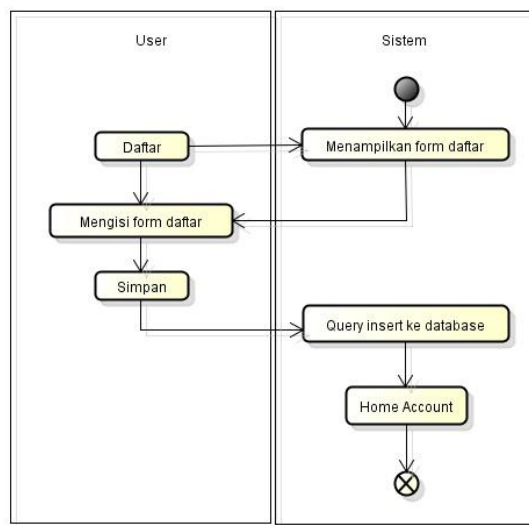 User
Sistem
Daftar
Menampilkan form daftar
Mengisi form daftar
Simpan
Query insert ke database
Home Account